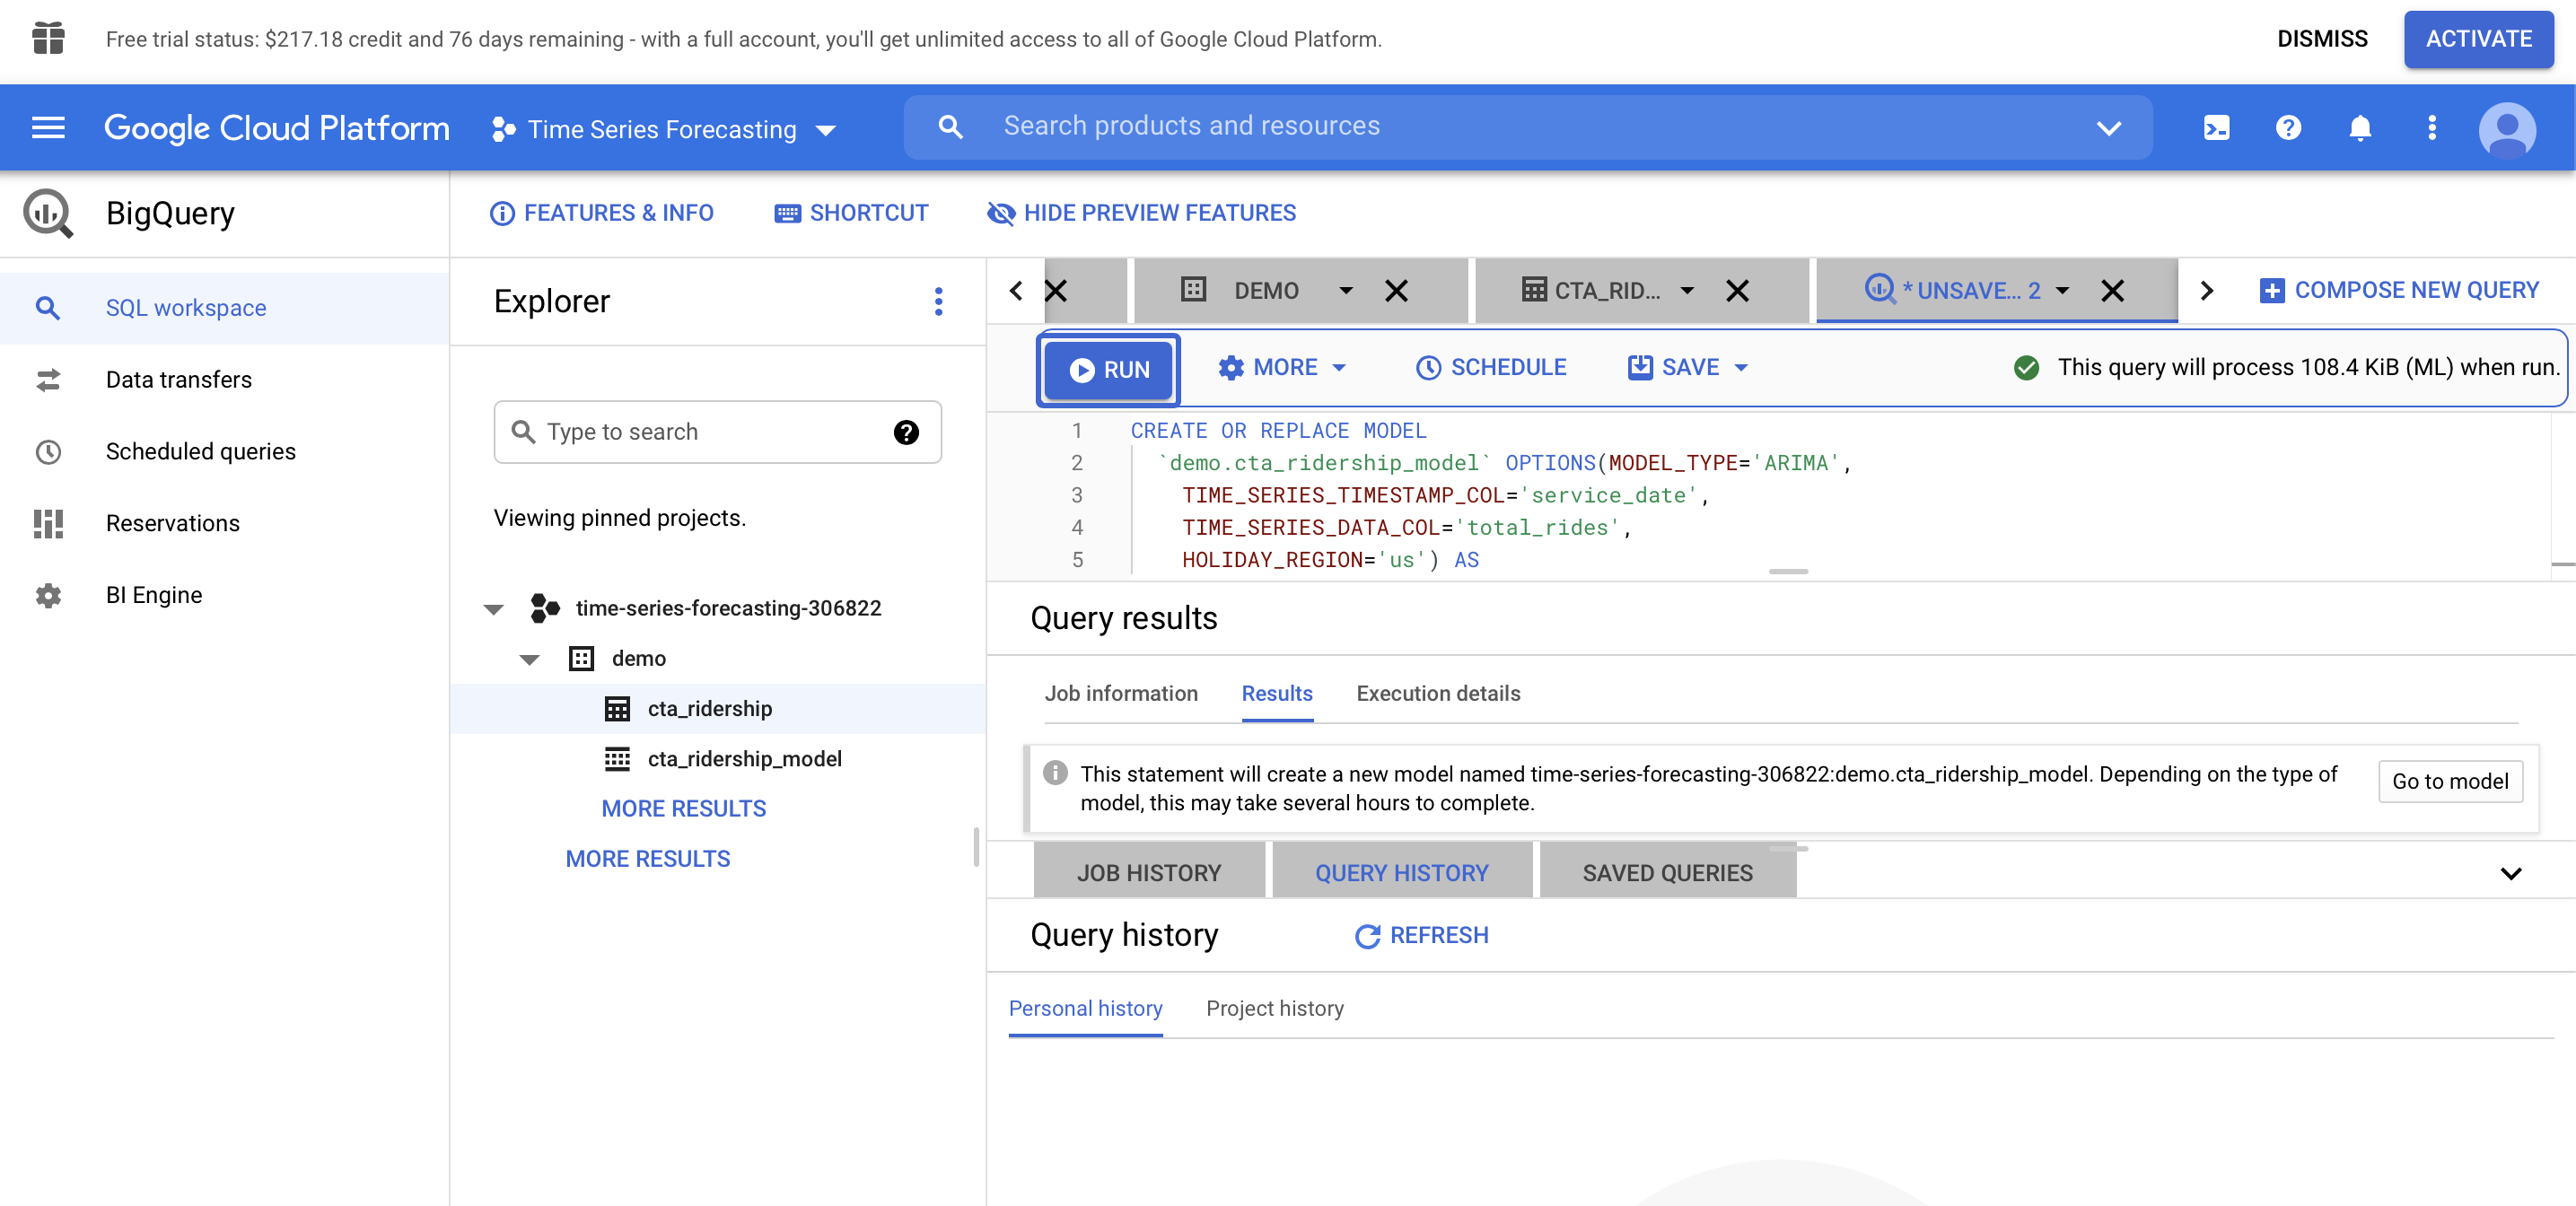 Free trial status: $217.18 credit and 76 days remaining - with a full account, you'll get unlimited access to all of Google Cloud Platform.
DISMISS
ACTIVATE
Google Cloud Platform
Time Series Forecasting
Search products and resources
BigQuery
FEATURES & INFO
SHORTCUT
HIDE PREVIEW FEATURES
SQL workspace
Data transfers
Scheduled queries
Reservations
BI Engine
Explorer
Type to search
Viewing pinned projects.
time-series-forecasting-306822
demo
cta_ridership
cta_ridership_model
MORE RESULTS
MORE RESULTS
DEMO
CTA_RID...
* UNSAVE... 2
COMPOSE NEW QUERY
RUN
MORE
SCHEDULE
SAVE
This query will process 108.4 KiB (ML) when run.
1 CREATE OR REPLACE MODEL
2 `demo.cta_ridership_model` OPTIONS(MODEL_TYPE='ARIMA',
3 TIME_SERIES_TIMESTAMP_COL='service_date',
4 TIME_SERIES_DATA_COL='total_rides',
5 HOLIDAY_REGION='us') AS
Query results
Job information
Results
Execution details
This statement will create a new model named time-series-forecasting-306822:demo.cta_ridership_model. Depending on the type of
model, this may take several hours to complete.
Go to model
JOB HISTORY
QUERY HISTORY
SAVED QUERIES
Query history
REFRESH
Personal history
Project history